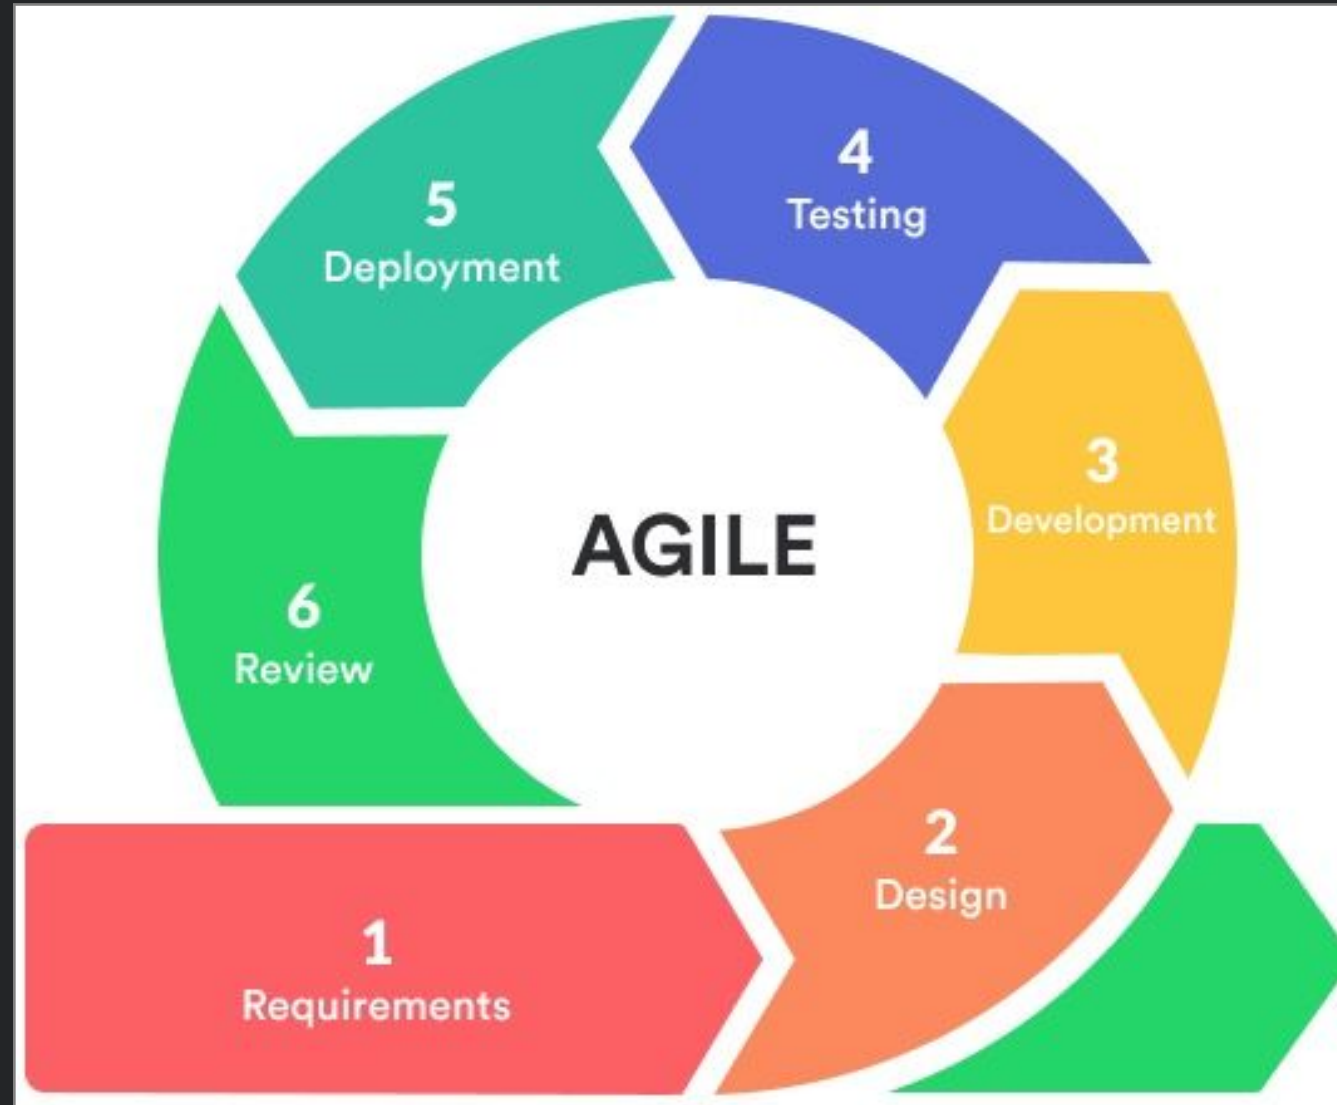 5
Deployment
4
Testing
3
Development
AGILE
6
Review
2
Design
1
Requirements